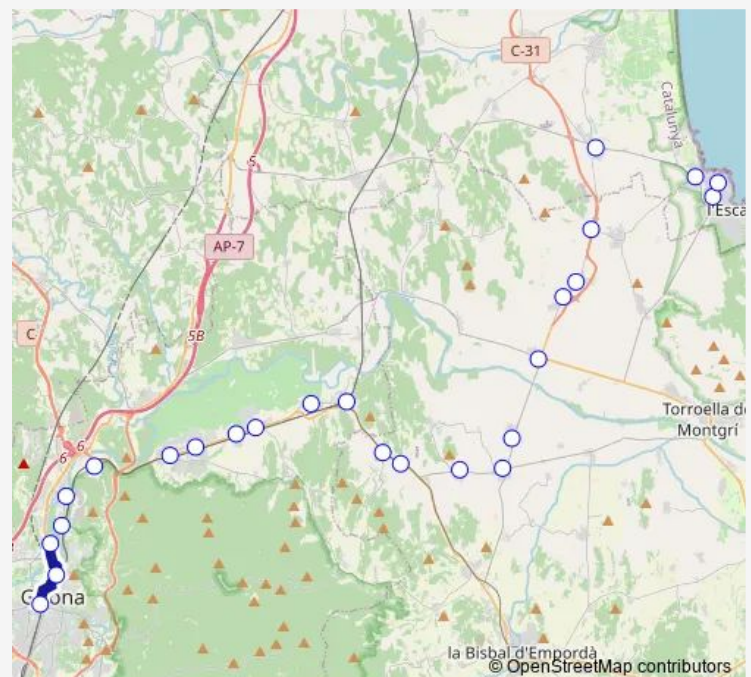 C-31
Catalunya
l'Esca
5
AP-7
C
5B
Torroella de
Montgrí
6
6
Girona
la Bisbal d'Empordà
© OpenStreetMap contributors